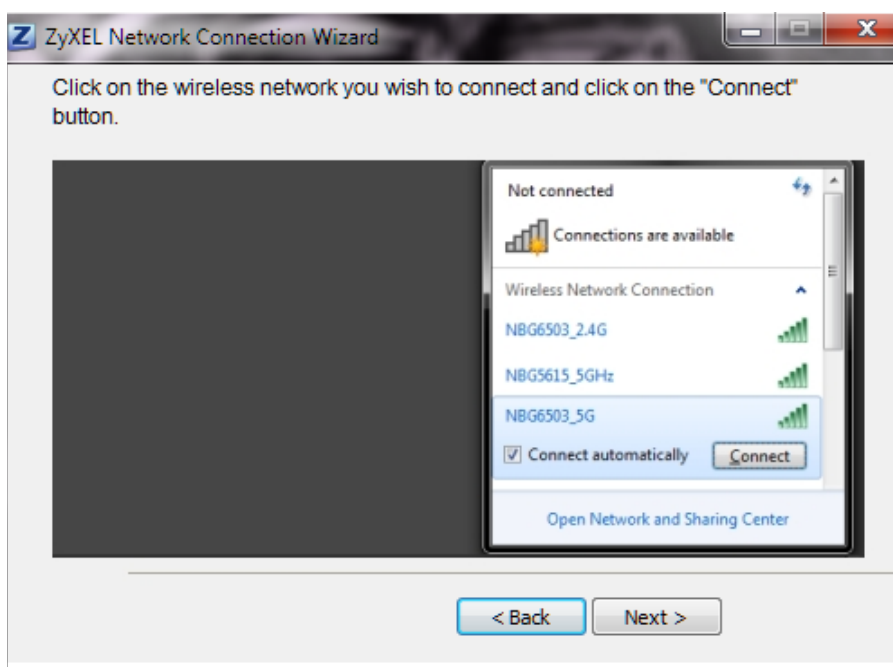 ZyXEL Network Connection Wizard
Click on the wireless network you wish to connect and click on the "Connect"
button.
Not connected
Connections are available
Wireless Network Connection
NBG6503_2.4G
NBG5615_5GHz
NBG6503_5G
Connect automatically Connect
Open Network and Sharing Center
< Back Next >